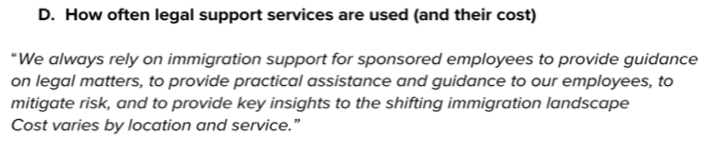 D. How often legal support services are used (and their cost)
"We always rely on immigration support for sponsored employees to provide guidance
on legal matters, to provide practical assistance and guidance to our employees, to
mitigate risk, and to provide key insights to the shifting immigration landscape
Cost varies by location and service."